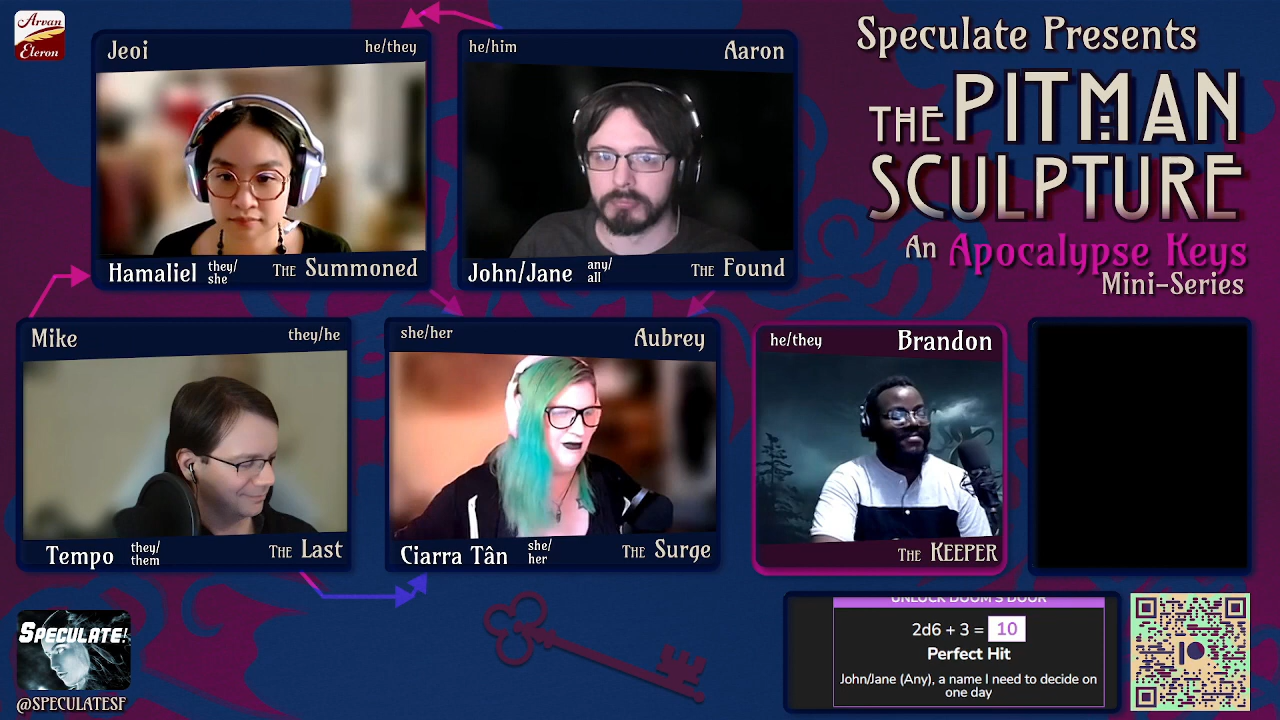 Arvan
Eleron
Jeoi
he/they
Hamaliel
they/
she
The Summoned
he/him
Aaron
John/Jane
any/
all
The Found
Speculate Presents
The Pitman
Sculpture
An Apocalypse Keys
Mini-Series
Mike
they/he
Tempo
they/
them
The Last
she/her
Aubrey
Ciarra Tân
she/
her
The Surge
he/they
Brandon
The Keeper
Speculate!
@SPECULATESF
UNLOCK DOOM'S DOOR
2d6 + 3 = 10
Perfect Hit
John/Jane (Any), a name I need to decide on
one day